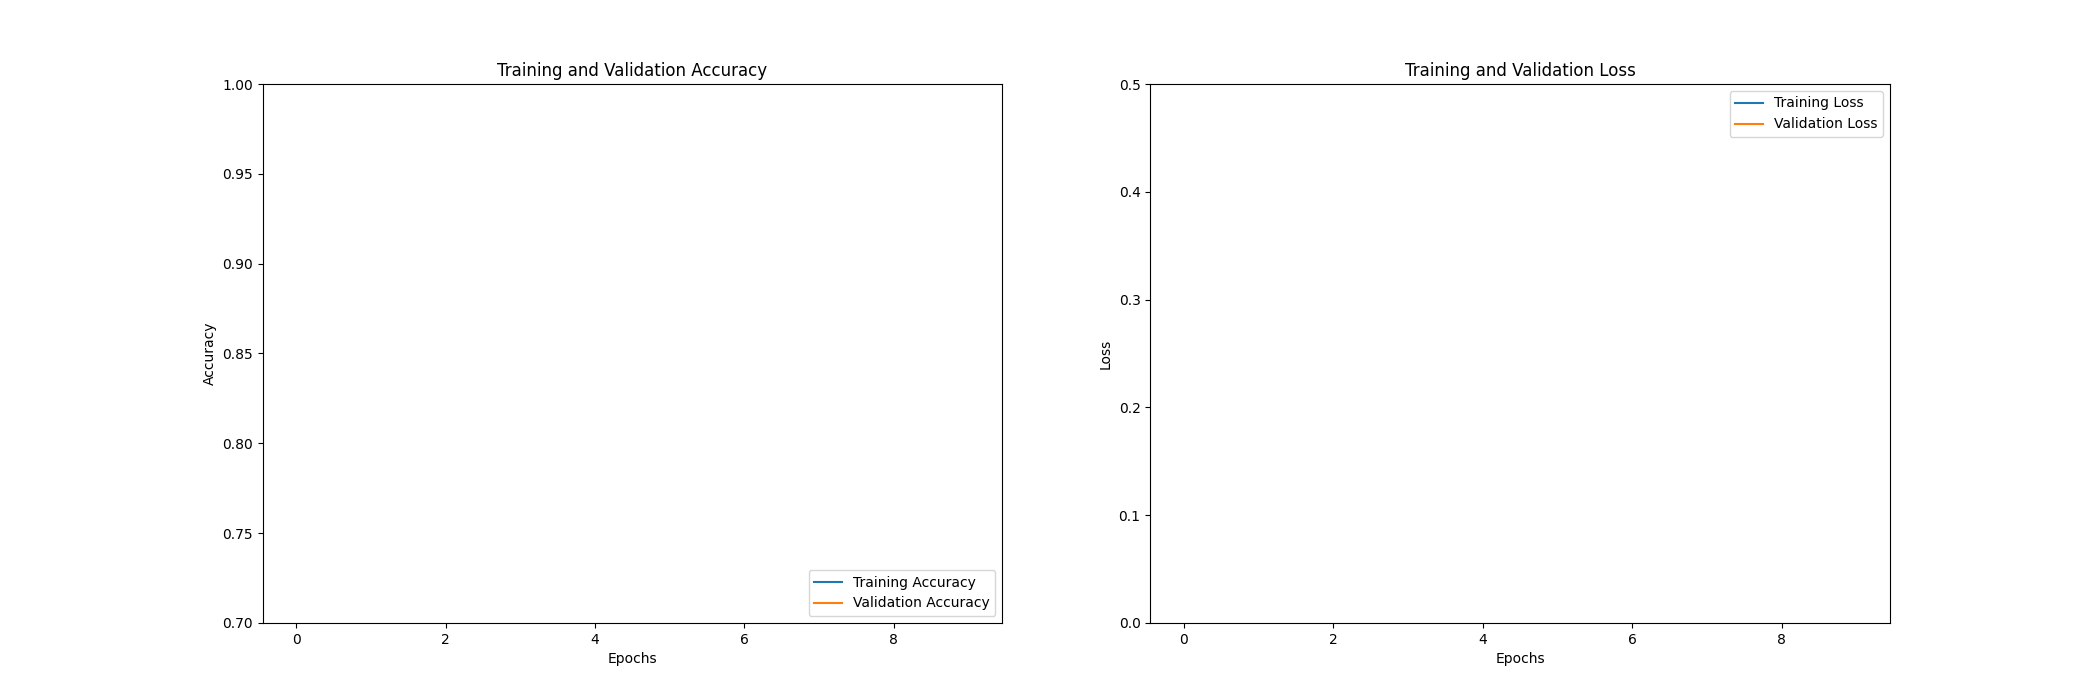 Training and Validation Accuracy
1.00
0.95
0.90
0.85
0.80
0.75
0.70
Accuracy
0 2 4 6 8
Epochs
Training Accuracy
Validation Accuracy
Training and Validation Loss
0.5
0.4
0.3
0.2
0.1
0.0
Loss
0 2 4 6 8
Epochs
Training Loss
Validation Loss